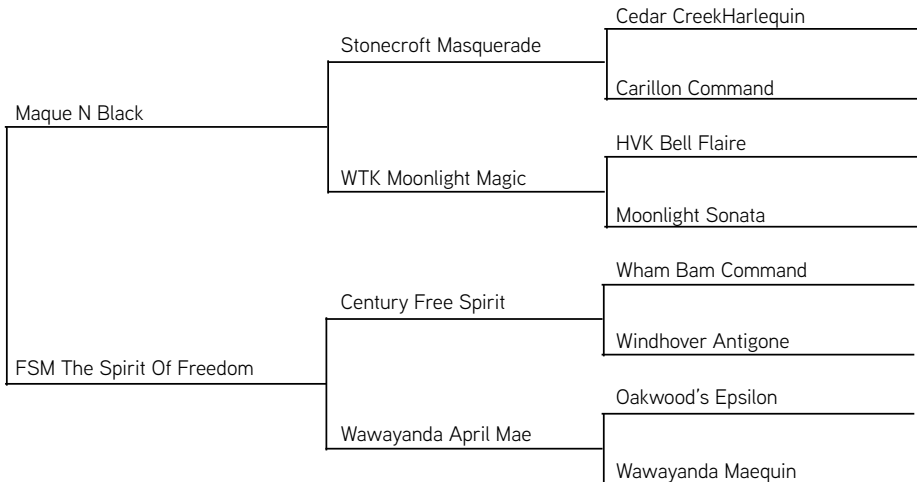 Cedar CreekHarlequin
Stonecroft Masquerade
Carillon Command
Maque N Black
HVK Bell Flaire
WTK Moonlight Magic
Moonlight Sonata
Wham Bam Command
Century Free Spirit
Windhover Antigone
FSM The Spirit Of Freedom
Oakwood's Epsilon
Wawayanda April Mae
Wawayanda Maequin